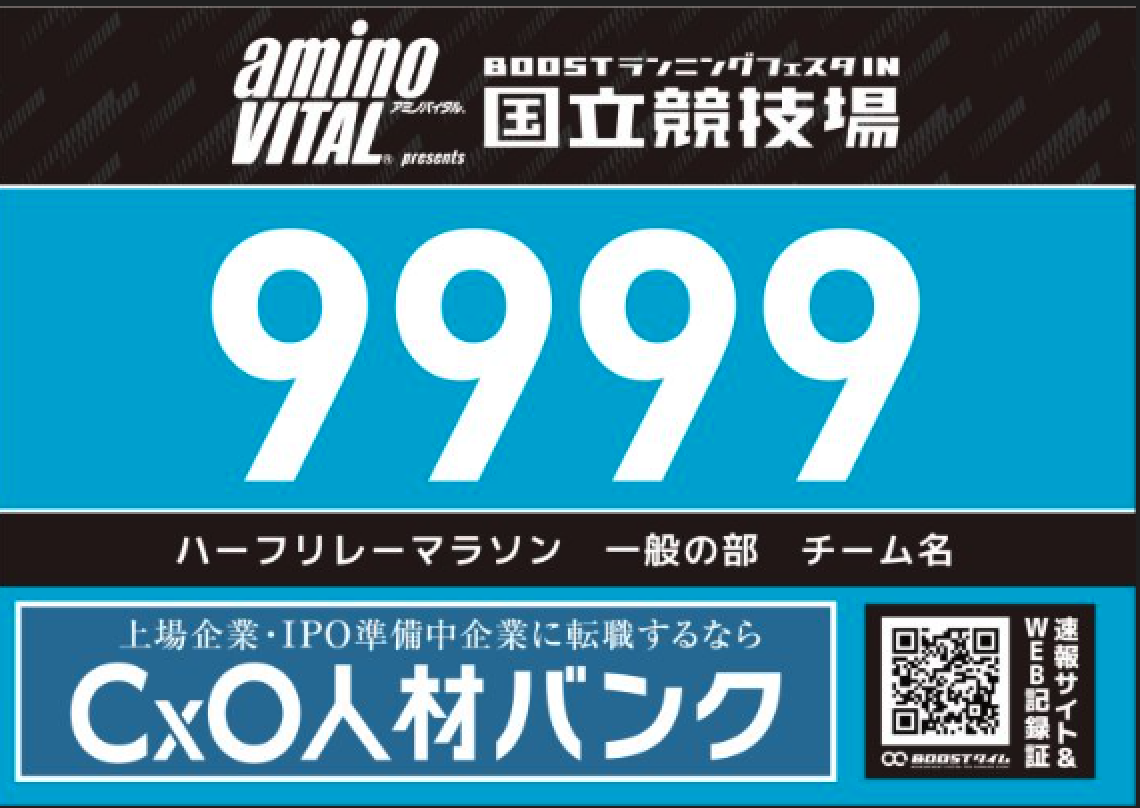 amino
VITAL®
アミノバイタル®
presents
BOOSTランニングフェスタIN
国立競技場
9999
ハーフリレーマラソン 一般の部 チーム名
上場企業・IPO準備中企業に転職するなら
CxO人材バンク
速報サイト&
WEB記録証
BOOSTタイム